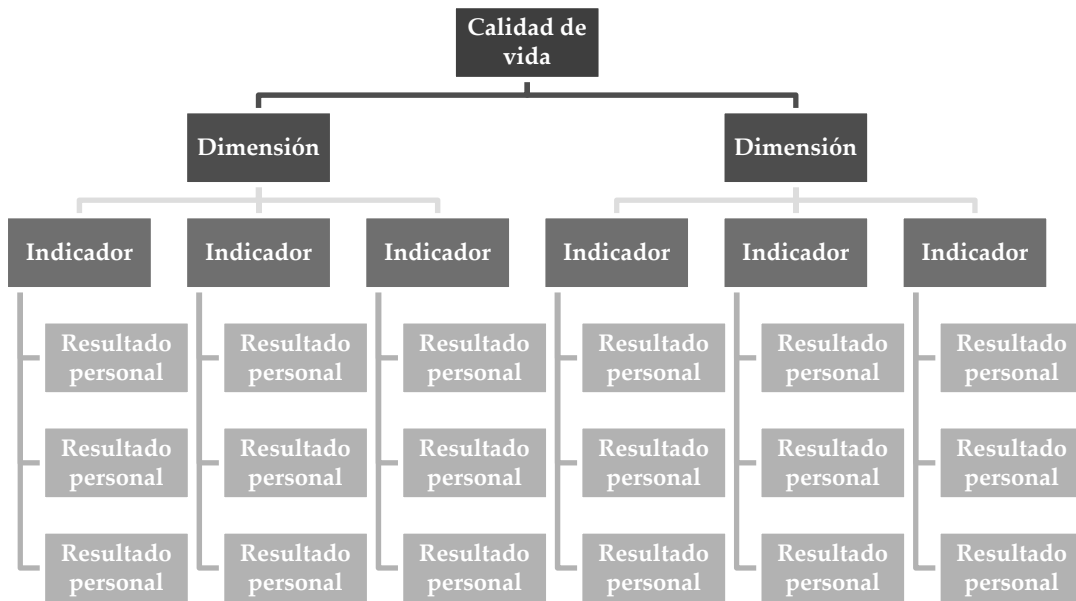 Calidad de
vida
Dimensión
Dimensión
Indicador
Indicador
Indicador
Indicador
Indicador
Indicador
Resultado
personal
Resultado
personal
Resultado
personal
Resultado
personal
Resultado
personal
Resultado
personal
Resultado
personal
Resultado
personal
Resultado
personal
Resultado
personal
Resultado
personal
Resultado
personal
Resultado
personal
Resultado
personal
Resultado
personal
Resultado
personal
Resultado
personal
Resultado
personal